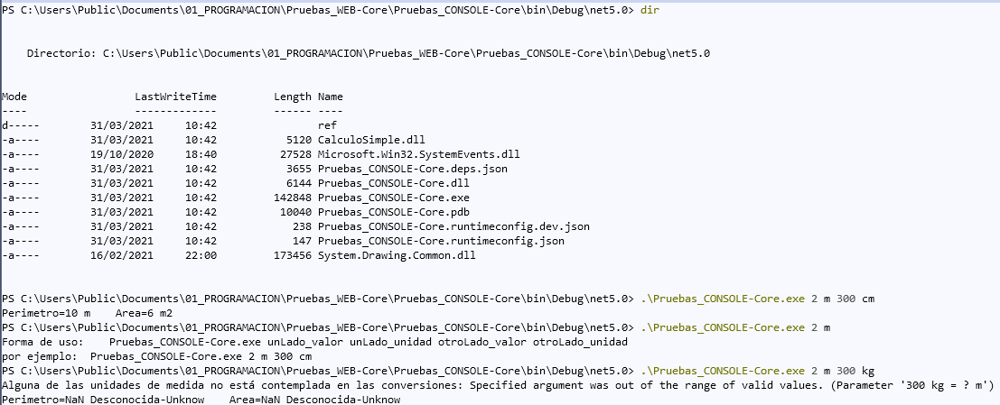 PS C:\Users\Public\Documents\01_PROGRAMACION\Pruebas_WEB-Core\Pruebas_CONSOLE-Core\bin\Debug\net5.0> dir
Directorio: C:\Users\Public\Documents\01_PROGRAMACION\Pruebas_WEB-Core\Pruebas_CONSOLE-Core\bin\Debug\net5.0
Mode                 LastWriteTime         Length Name
----                 -------------         ------ ----
d-----        31/03/2021     10:42                ref
-a----        31/03/2021     10:42           5120 CalculoSimple.dll
-a----        19/10/2020     18:40          27528 Microsoft.Win32.SystemEvents.dll
-a----        31/03/2021     10:42           3655 Pruebas_CONSOLE-Core.deps.json
-a----        31/03/2021     10:42           6144 Pruebas_CONSOLE-Core.dll
-a----        31/03/2021     10:42         142848 Pruebas_CONSOLE-Core.exe
-a----        31/03/2021     10:42          10040 Pruebas_CONSOLE-Core.pdb
-a----        31/03/2021     10:42            238 Pruebas_CONSOLE-Core.runtimeconfig.dev.json
-a----        31/03/2021     10:42            147 Pruebas_CONSOLE-Core.runtimeconfig.json
-a----        16/02/2021     22:00         173456 System.Drawing.Common.dll
PS C:\Users\Public\Documents\01_PROGRAMACION\Pruebas_WEB-Core\Pruebas_CONSOLE-Core\bin\Debug\net5.0> .\Pruebas_CONSOLE-Core.exe 2 m 300 cm
Perimetro=10 m    Area=6 m2
PS C:\Users\Public\Documents\01_PROGRAMACION\Pruebas_WEB-Core\Pruebas_CONSOLE-Core\bin\Debug\net5.0> .\Pruebas_CONSOLE-Core.exe 2 m
Forma de uso:    Pruebas_CONSOLE-Core.exe unLado_valor unLado_unidad otroLado_valor otroLado_unidad
por ejemplo:  Pruebas_CONSOLE-Core.exe 2 m 300 cm
PS C:\Users\Public\Documents\01_PROGRAMACION\Pruebas_WEB-Core\Pruebas_CONSOLE-Core\bin\Debug\net5.0> .\Pruebas_CONSOLE-Core.exe 2 m 300 kg
Alguna de las unidades de medida no está contemplada en las conversiones: Specified argument was out of the range of valid values. (Parameter '300 kg = ? m')
Perimetro=NaN Desconocida-Unknow    Area=NaN Desconocida-Unknow